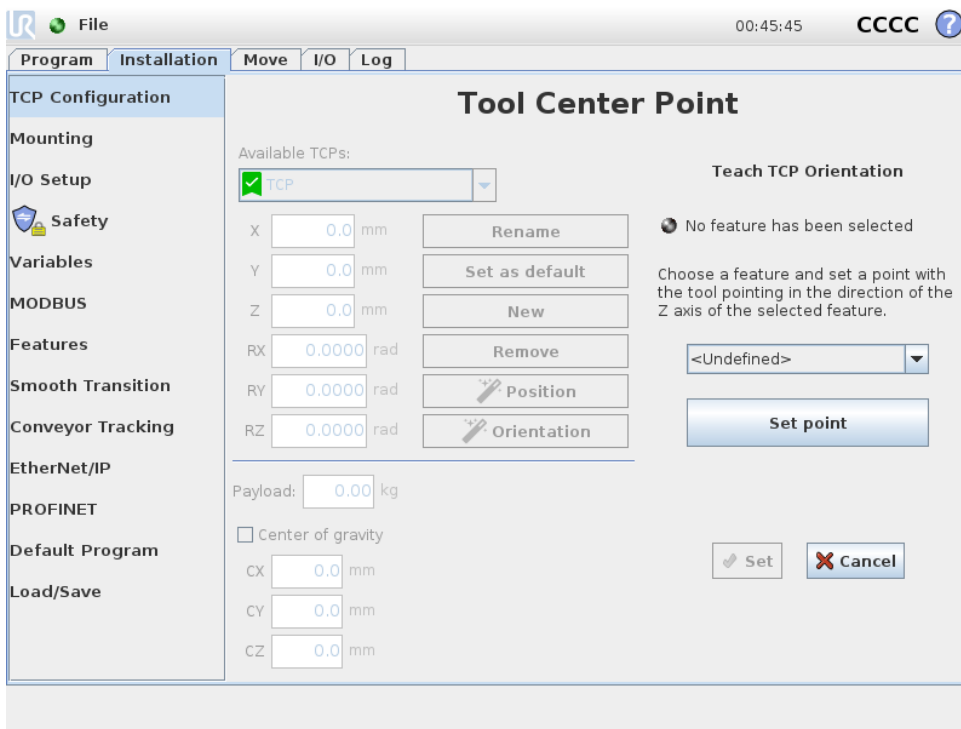 UR File 00:45:45 CCCC ?
Program Installation Move I/O Log
TCP Configuration
Mounting
I/O Setup
Safety
Variables
MODBUS
Features
Smooth Transition
Conveyor Tracking
EtherNet/IP
PROFINET
Default Program
Load/Save
Tool Center Point
Available TCPs:
TCP
X 0.0 mm Rename
Y 0.0 mm Set as default
Z 0.0 mm New
RX 0.0000 rad Remove
RY 0.0000 rad Position
RZ 0.0000 rad Orientation
Payload: 0.00 kg
Center of gravity
CX 0.0 mm
CY 0.0 mm
CZ 0.0 mm
Teach TCP Orientation
No feature has been selected
Choose a feature and set a point with
the tool pointing in the direction of the
Z axis of the selected feature.
<Undefined>
Set point
Set Cancel